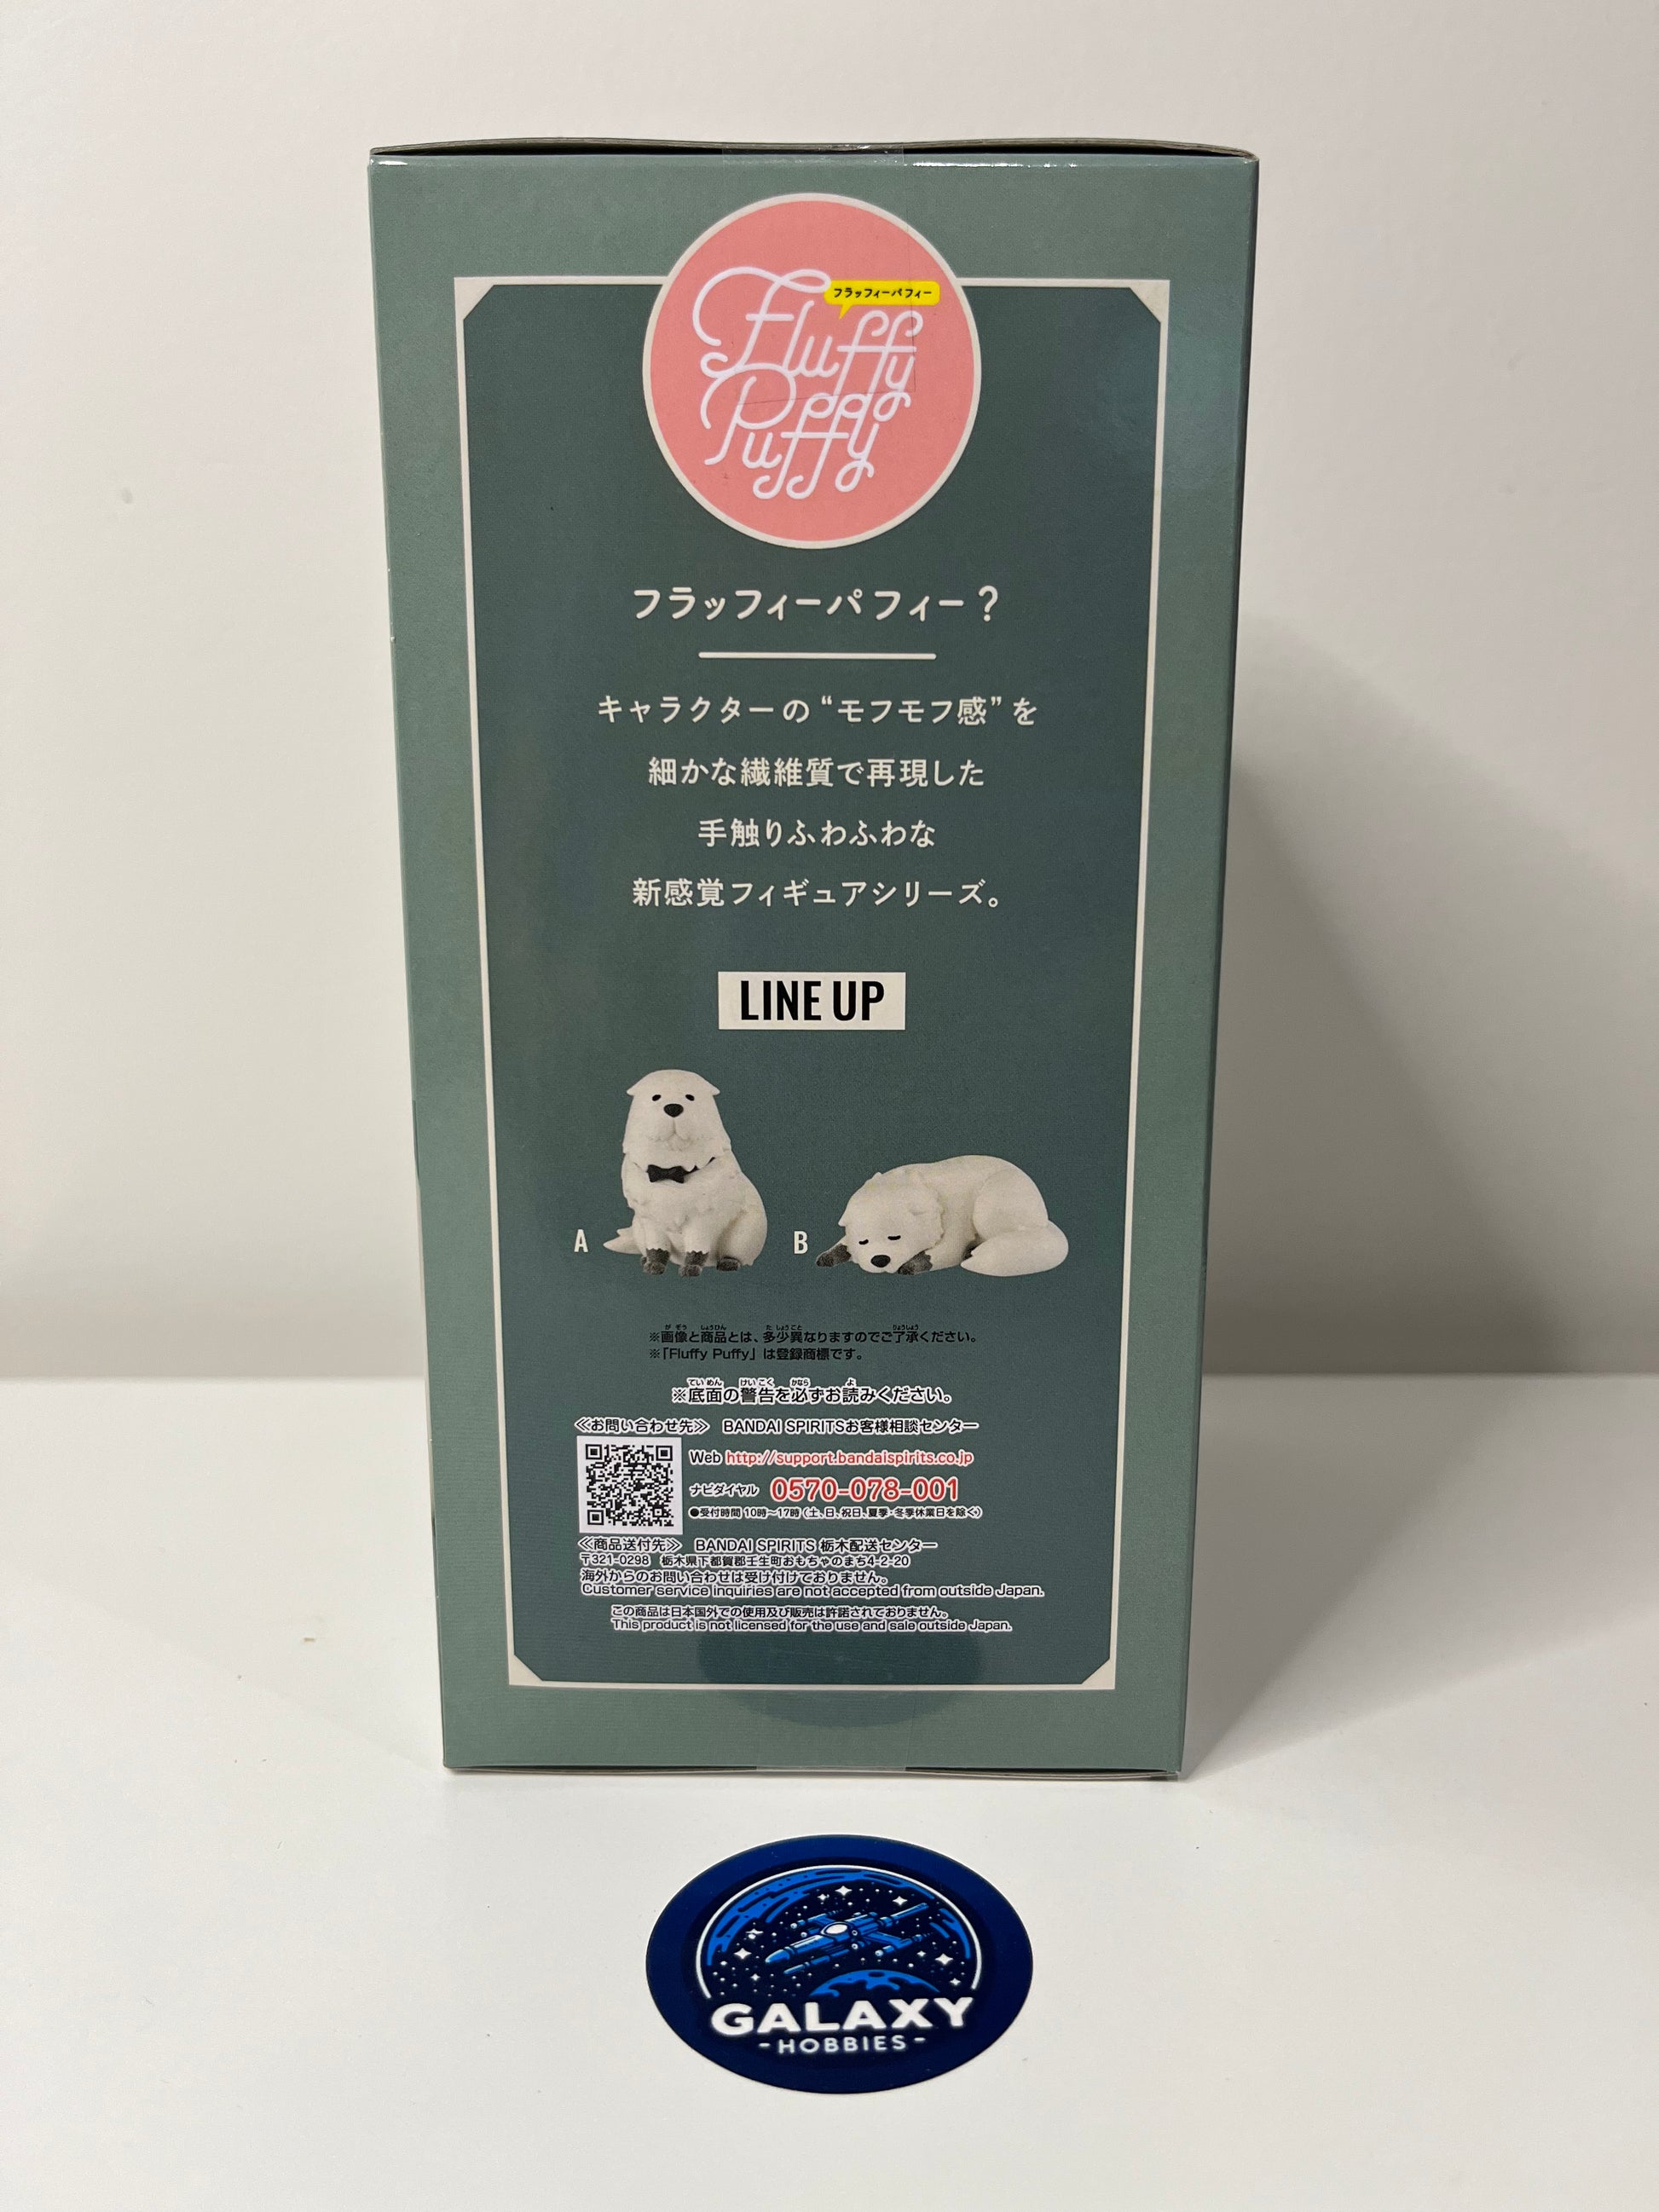 フラッフィーパフィー
Fluffy
Puffy
フラッフィーパフィー?
キャラクターの“モフモフ感”を
細かな繊維質で再現した
手触りふわふわな
新感覚フィギュアシリーズ。
LINE UP
A B
※画像と商品とは、多少異なりますのでご了承ください。
※「Fluffy Puffy」は登録商標です。
※底面の警告を必ずお読みください。
≪お問い合わせ先≫ BANDAI SPIRITSお客様相談センター
Web http://support.bandaispirits.co.jp
ナビダイヤル 0570-078-001
●受付時間 10時～17時(土、日、祝日、夏季・冬季休業日を除く)
≪商品送付先≫ BANDAI SPIRITS 栃木配送センター
〒321-0298 栃木県下都賀郡壬生町おもちゃのまち4-2-20
海外からのお問い合わせは受け付けておりません。
Customer service inquiries are not accepted from outside Japan.
この商品は日本国外での使用及び販売は許諾されておりません。
This product is not licensed for the use and sale outside Japan.
GALAXY
-HOBBIES-